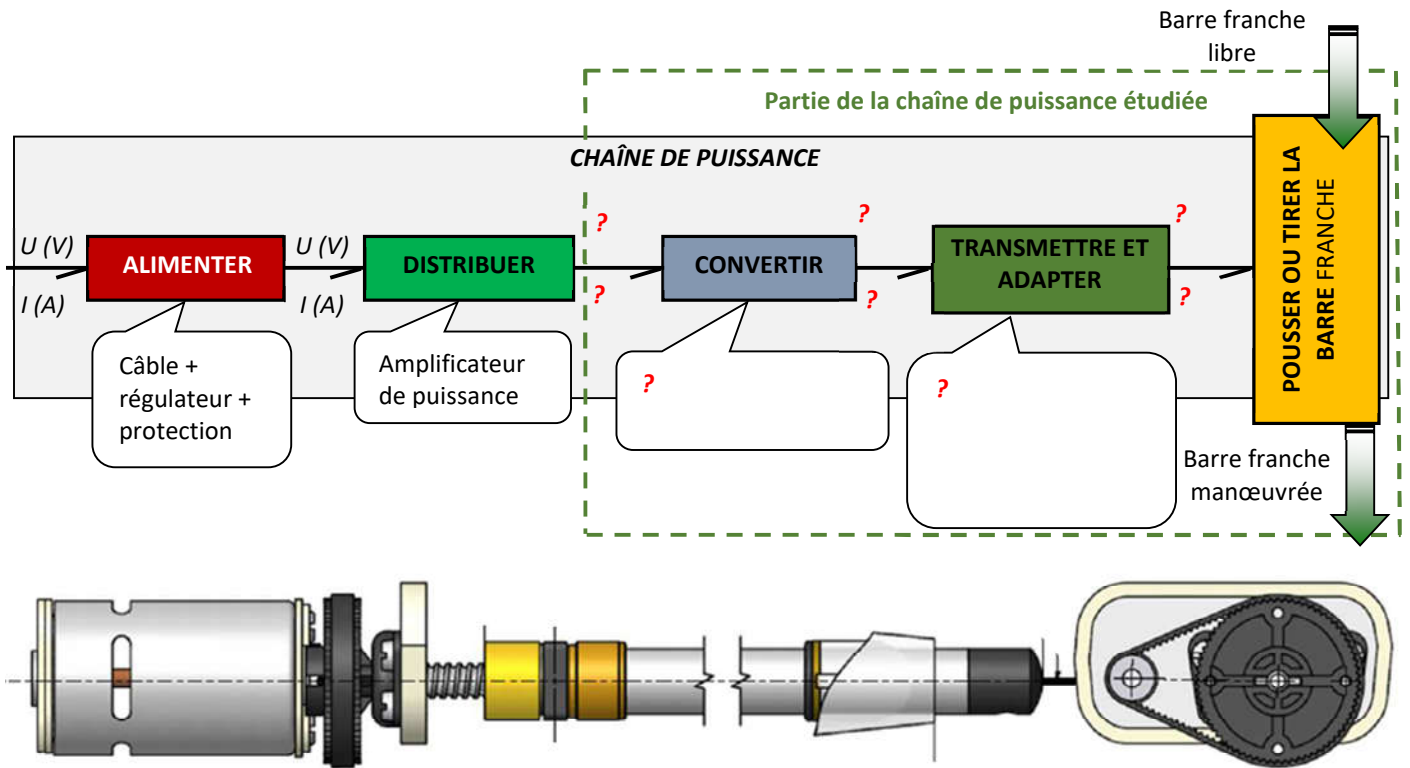 Barre franche
libre
Partie de la chaîne de puissance étudiée
CHAÎNE DE PUISSANCE
U (V)
I (A)
ALIMENTER
U (V)
I (A)
DISTRIBUER
?
?
CONVERTIR
?
?
TRANSMETTRE ET
ADAPTER
?
?
POUSSER OU TIRER LA
BARRE FRANCHE
Câble +
régulateur +
protection
Amplificateur
de puissance
?
?
Barre franche
manœuvrée